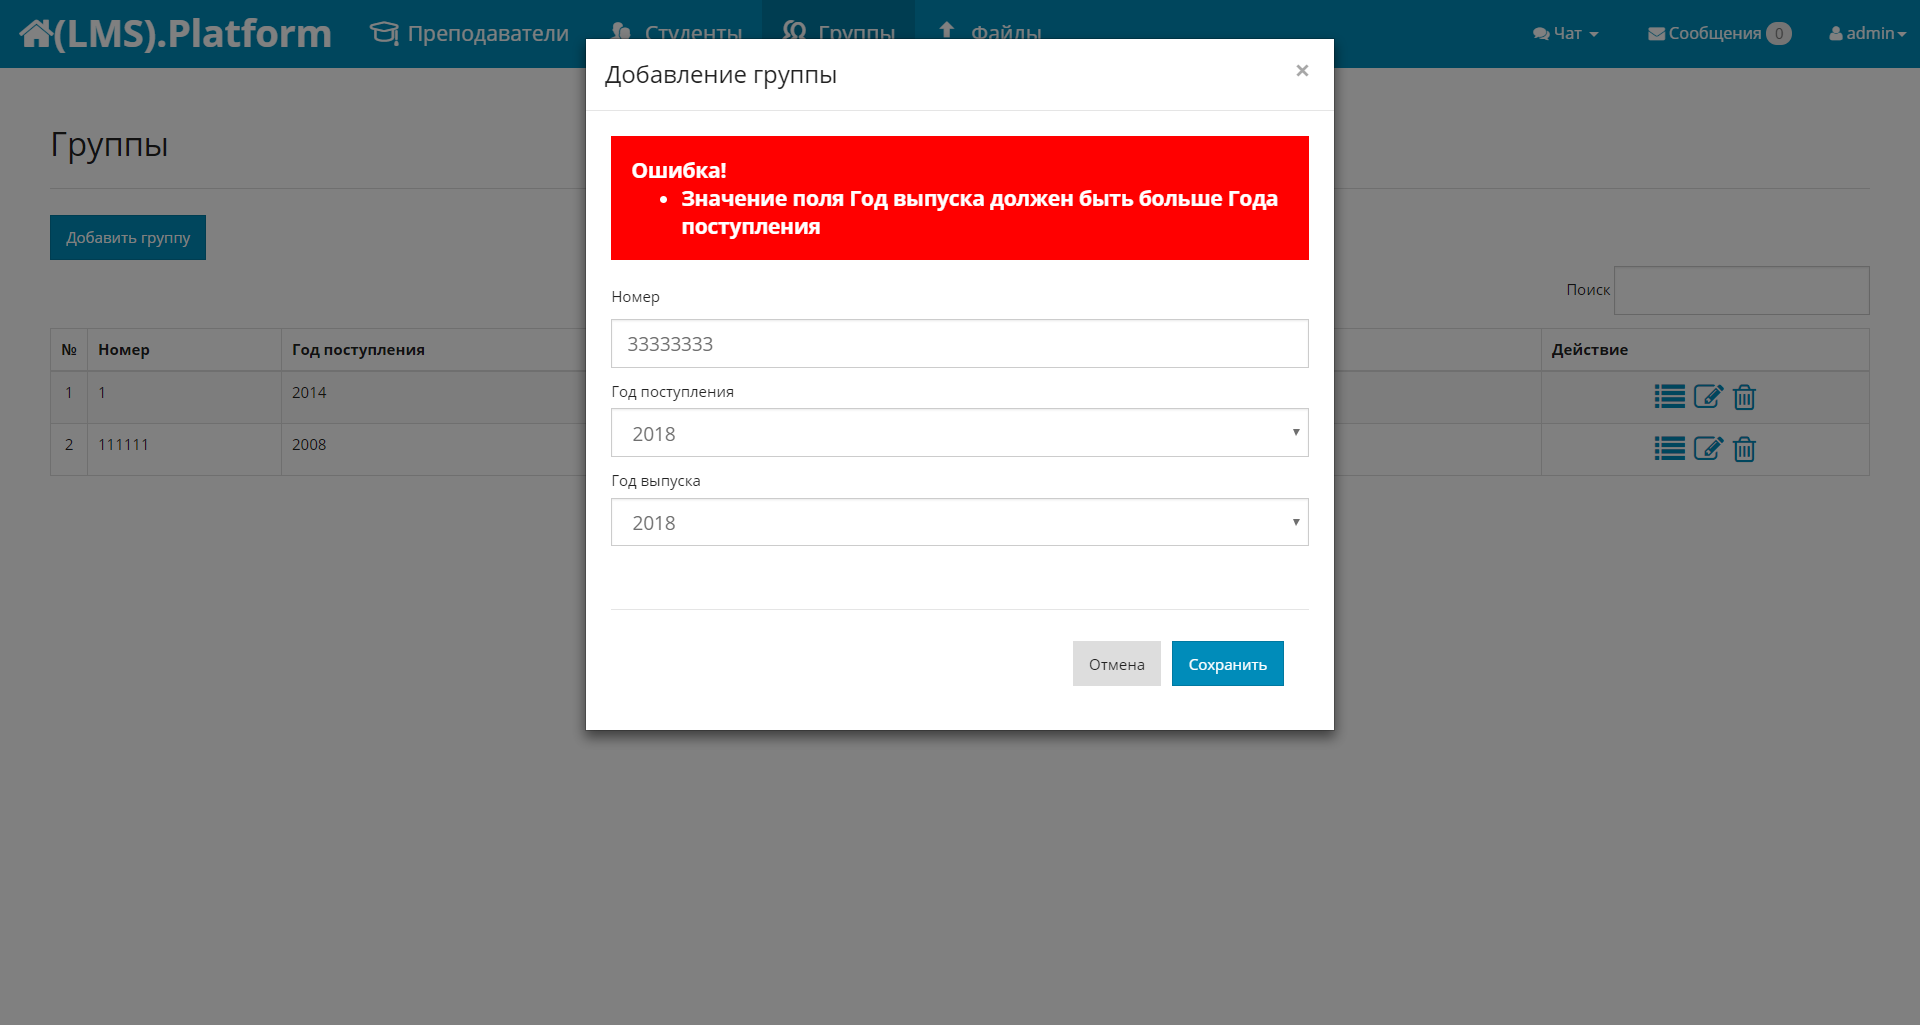 (LMS).Platform
Преподаватели
Студенты
Группы
Файлы
Чат
Сообщения 0
admin
Добавление группы
×
Группы
Ошибка!
• Значение поля Год выпуска должен быть больше Года
поступления
Добавить группу
Поиск
Номер
33333333
№ Номер Год поступления Действие
1 1 2014
2 111111 2008
Год поступления
2018
Год выпуска
2018
Отмена
Сохранить